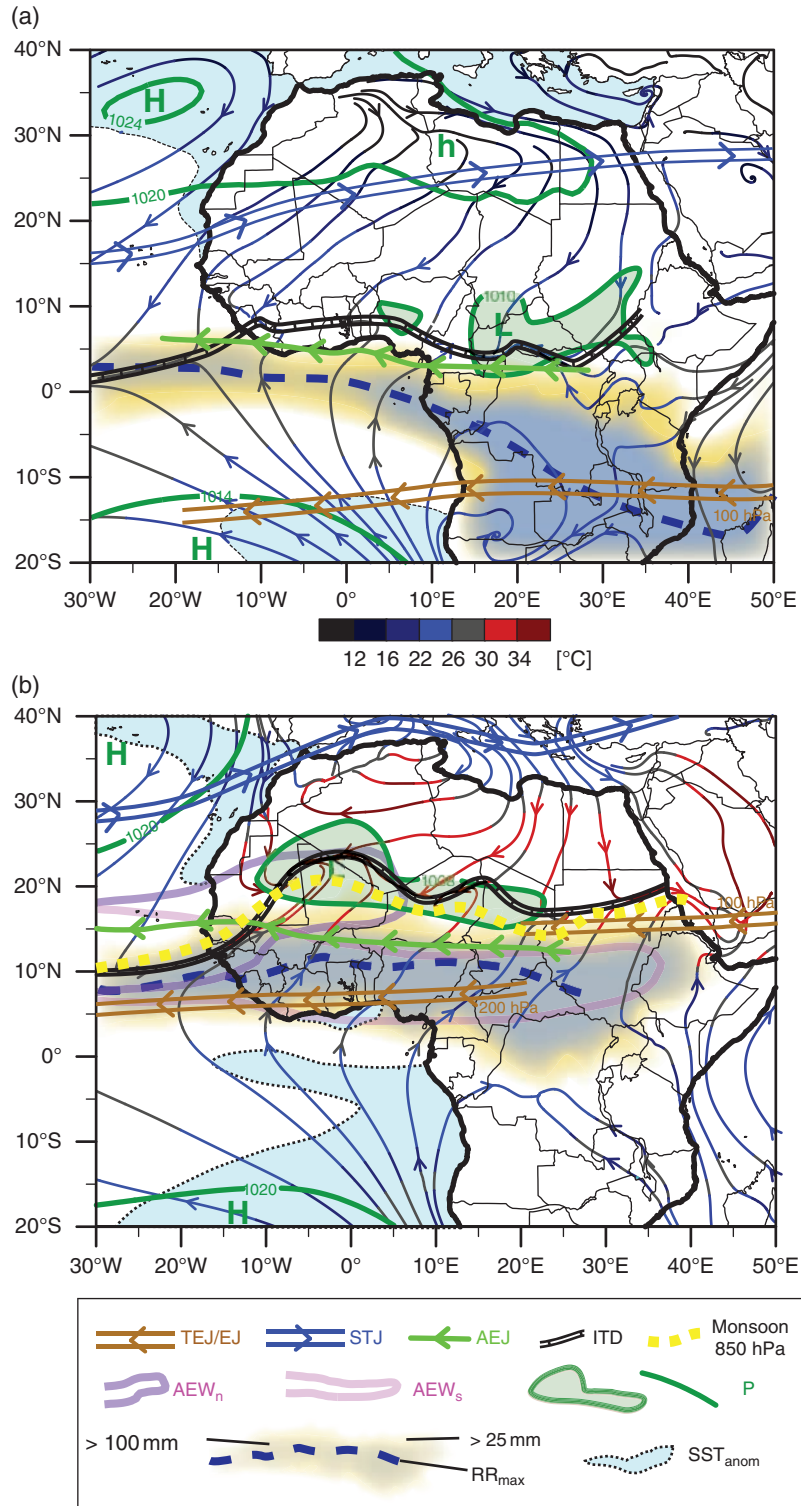 (a)
40°N
30°N
20°N
10°N
0°
10°S
20°S
H
1024
h
1020
1010
L
1014
H
100 hPa
30°W 20°W 10°W 0° 10°E 20°E 30°E 40°E 50°E
12 16 22 26 30 34 [°C]
(b)
40°N
30°N
20°N
10°N
0°
10°S
20°S
H
1020
L
1008
100 hPa
200 hPa
1020
H
30°W 20°W 10°W 0° 10°E 20°E 30°E 40°E 50°E
TEJ/EJ STJ AEJ ITD Monsoon
850 hPa
AEWn AEWs P
> 100 mm > 25 mm
RRmax SSTanom